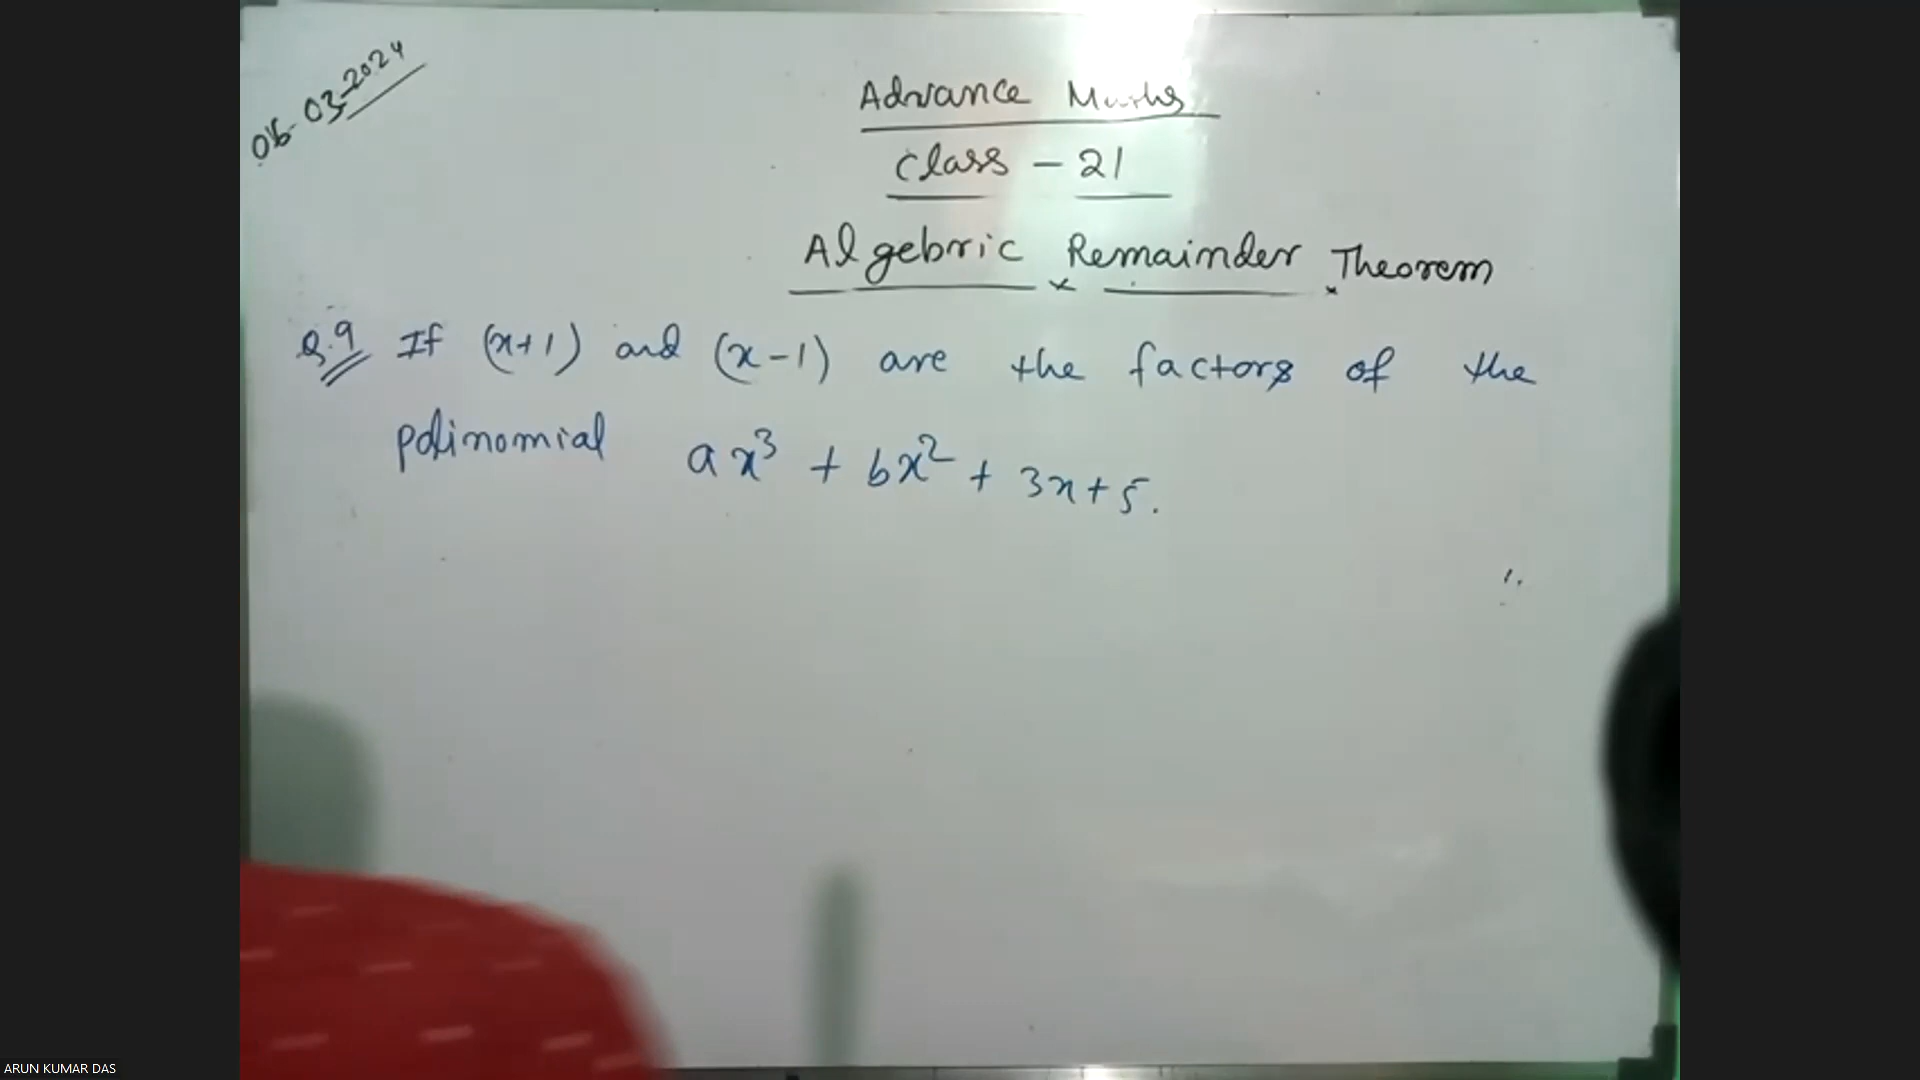 06-03-2024
Advance Maths
Class - 21
Algebric Remainder Theorem
Q.9 If (x+1) and (x-1) are the factors of the
polinomial ax³ + bx² + 3x + 5.
ARUN KUMAR DAS